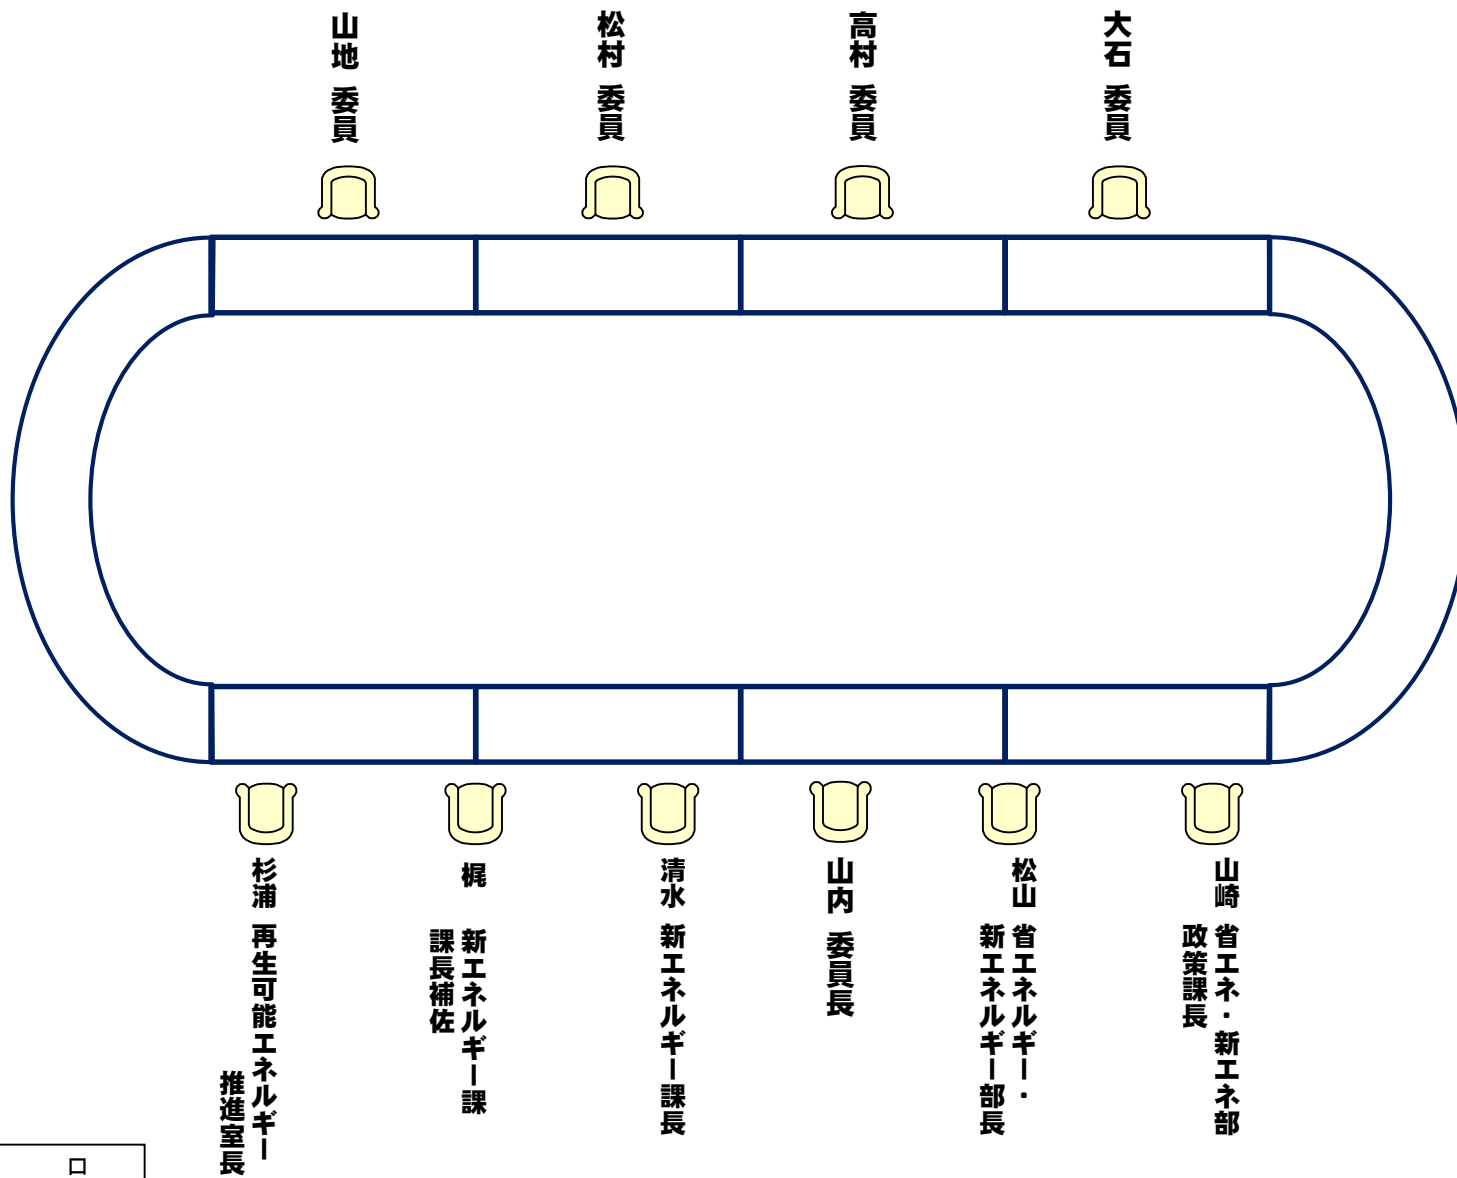 山地 委員
松村 委員
高村 委員
大石 委員
杉浦 再生可能エネルギー
推進室長
梶 新エネルギー課
課長補佐
清水 新エネルギー課長
山内 委員長
松山 省エネルギー・
新エネルギー部長
山崎 省エネ・新エネ部
政策課長
口